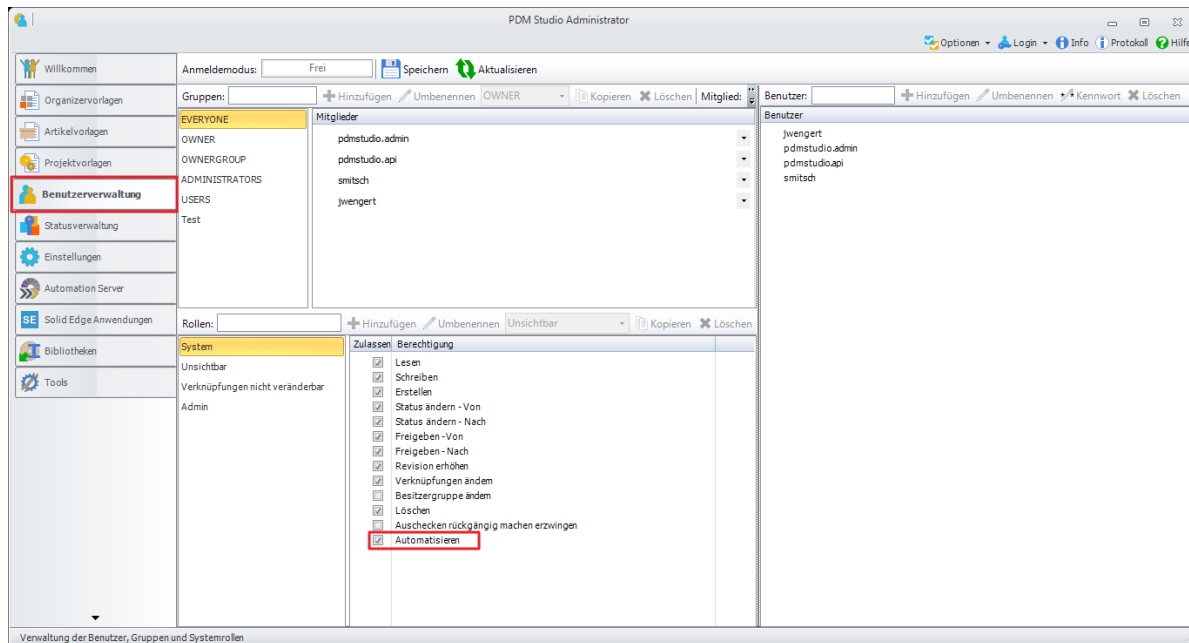 PDM Studio Administrator
Optionen Login Info Protokoll Hilfe
Willkommen
Organizervorlagen
Artikelvorlagen
Projektvorlagen
Benutzerverwaltung
Statusverwaltung
Einstellungen
Automation Server
SE Solid Edge Anwendungen
Bibliotheken
Tools
Anmeldemodus: Frei Speichern Aktualisieren
Gruppen: Hinzufügen Umbenennen OWNER Kopieren Löschen Mitglied:
EVERYONE
OWNER
OWNERGROUP
ADMINISTRATORS
USERS
Test
Mitglieder
pdmstudio.admin
pdmstudio.api
smitsch
jwengert
Benutzer: Hinzufügen Umbenennen Kennwort Löschen
Benutzer
jwengert
pdmstudio.admin
pdmstudio.api
smitsch
Rollen: Hinzufügen Umbenennen Unsichtbar Kopieren Löschen
System
Unsichtbar
Verknüpfungen nicht veränderbar
Admin
Zulassen Berechtigung
Lesen
Schreiben
Erstellen
Status ändern - Von
Status ändern - Nach
Freigeben - Von
Freigeben - Nach
Revision erhöhen
Verknüpfungen ändern
Besitzergruppe ändern
Löschen
Auschecken rückgängig machen erzwingen
Automatisieren
Verwaltung der Benutzer, Gruppen und Systemrollen